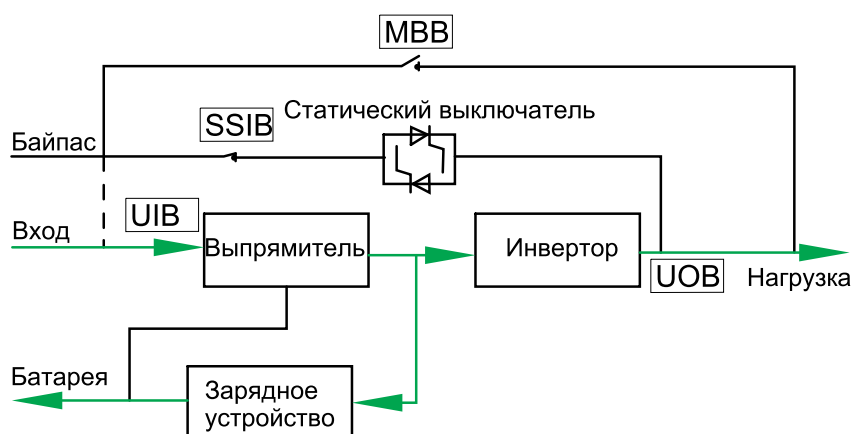 MBB
Статический выключатель
SSIB
Байпас
UIB
Вход
Выпрямитель
Инвертор
UOB
Нагрузка
Батарея
Зарядное
устройство